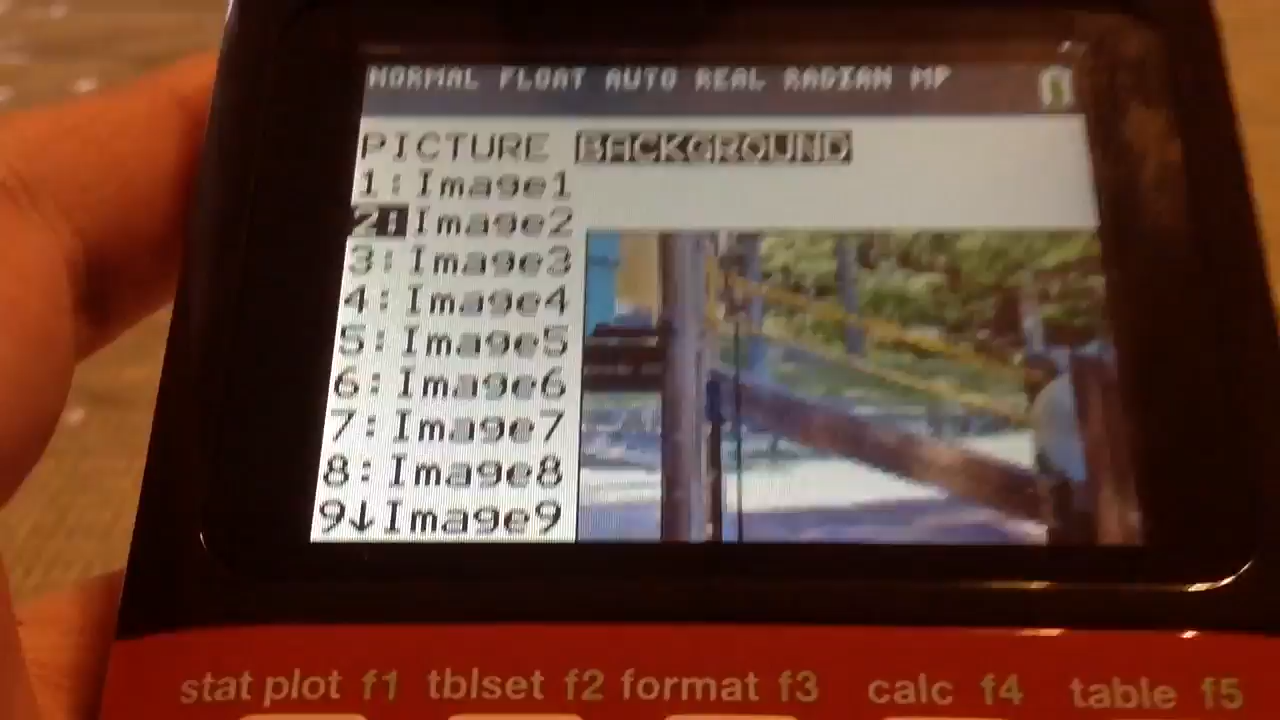 NORMAL FLOAT AUTO REAL RADIAN MP
PICTURE BACKGROUND
1:Image1
2:Image2
3:Image3
4:Image4
5:Image5
6:Image6
7:Image7
8:Image8
9↓Image9
stat plot f1 tblset f2 format f3 calc f4 table f5